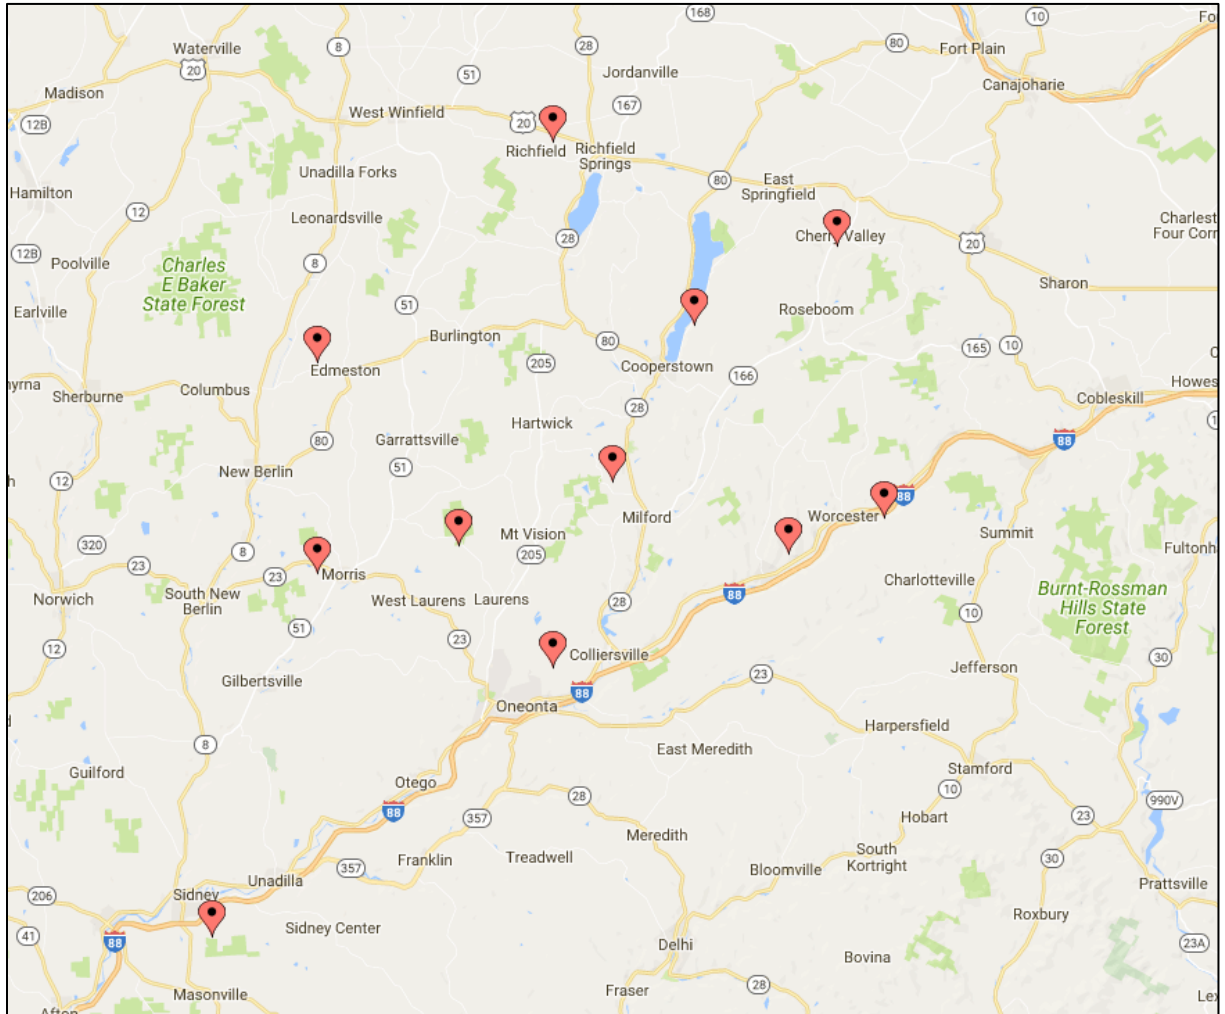 168
10
Fo
Waterville
8
28
80
Fort Plain
20
51
Jordanville
Canajoharie
Madison
167
West Winfield
20
12B
Richfield
Richfield
Springs
Unadilla Forks
80
East
Springfield
Hamilton
12
Leonardsville
Charlest
Four Corn
28
Cherry Valley
20
12B
Poolville
Charles
E Baker
State Forest
8
Sharon
Earlville
51
Roseboom
Burlington
80
165
10
205
Cooperstown
Edmeston
166
Howes
yrna
Sherburne
Columbus
Cobleskill
28
Hartwick
80
Garrattsville
88
New Berlin
51
12
h
88
Milford
Worcester
Mt Vision
Summit
320
8
205
Fultonh
23
23
Morris
Charlotteville
Norwich
South New
Berlin
West Laurens
Laurens
28
88
Burnt-Rossman
Hills State
Forest
10
51
23
12
Colliersville
30
Jefferson
Gilbertsville
88
23
Oneonta
Harpersfield
8
East Meredith
Guilford
Otego
Stamford
28
10
990V
88
357
Hobart
23
Meredith
Franklin
Treadwell
South
Kortright
30
357
Bloomville
Unadilla
Prattsville
206
Sidney
Roxbury
41
88
Sidney Center
Delhi
23A
Bovina
28
Masonville
Fraser
Lex
Afton